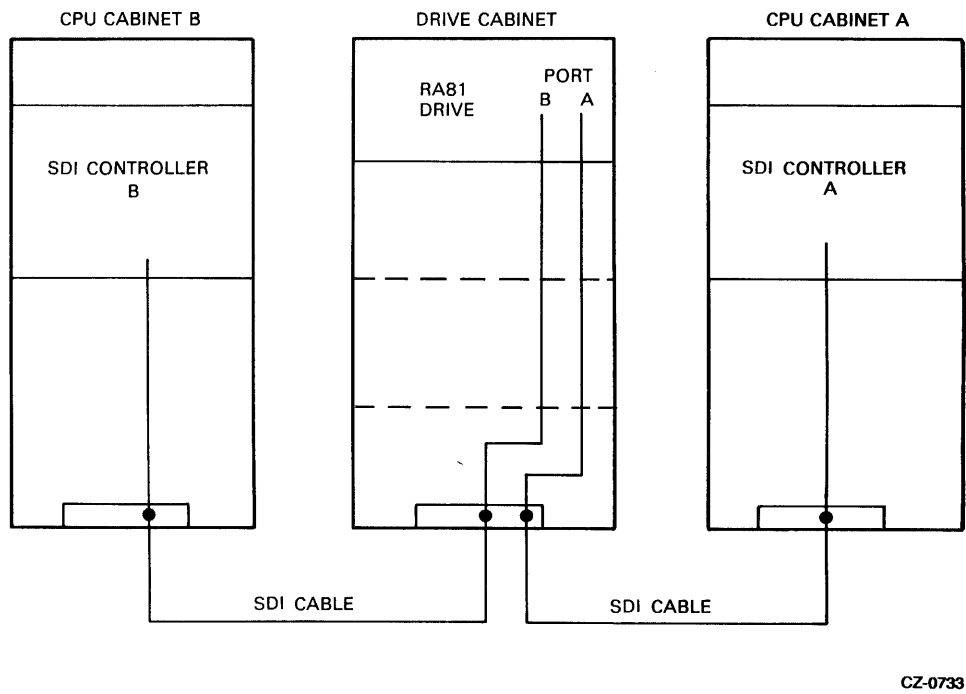 CPU CABINET B
DRIVE CABINET
CPU CABINET A
RA81
DRIVE
PORT
B A
SDI CONTROLLER
B
SDI CONTROLLER
A
SDI CABLE
SDI CABLE
CZ-0733